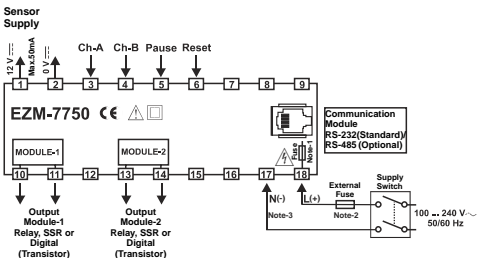 Sensor
Supply
12 V
Max.50mA
0 V
Ch-A Ch-B Pause Reset
1 2 3 4 5 6 7 8 9
EZM-7750 CE
Communication
Module
RS-232(Standard)/
RS-485 (Optional)
Fuse
Note-1
MODULE-1
MODULE-2
10 11 12 13 14 15 16 17 18
Output
Module-1
Relay, SSR or
Digital
(Transistor)
Output
Module-2
Relay, SSR or
Digital
(Transistor)
N(-)
L(+)
Note-3
External
Fuse
Note-2
Supply
Switch
100 ... 240 V
50/60 Hz